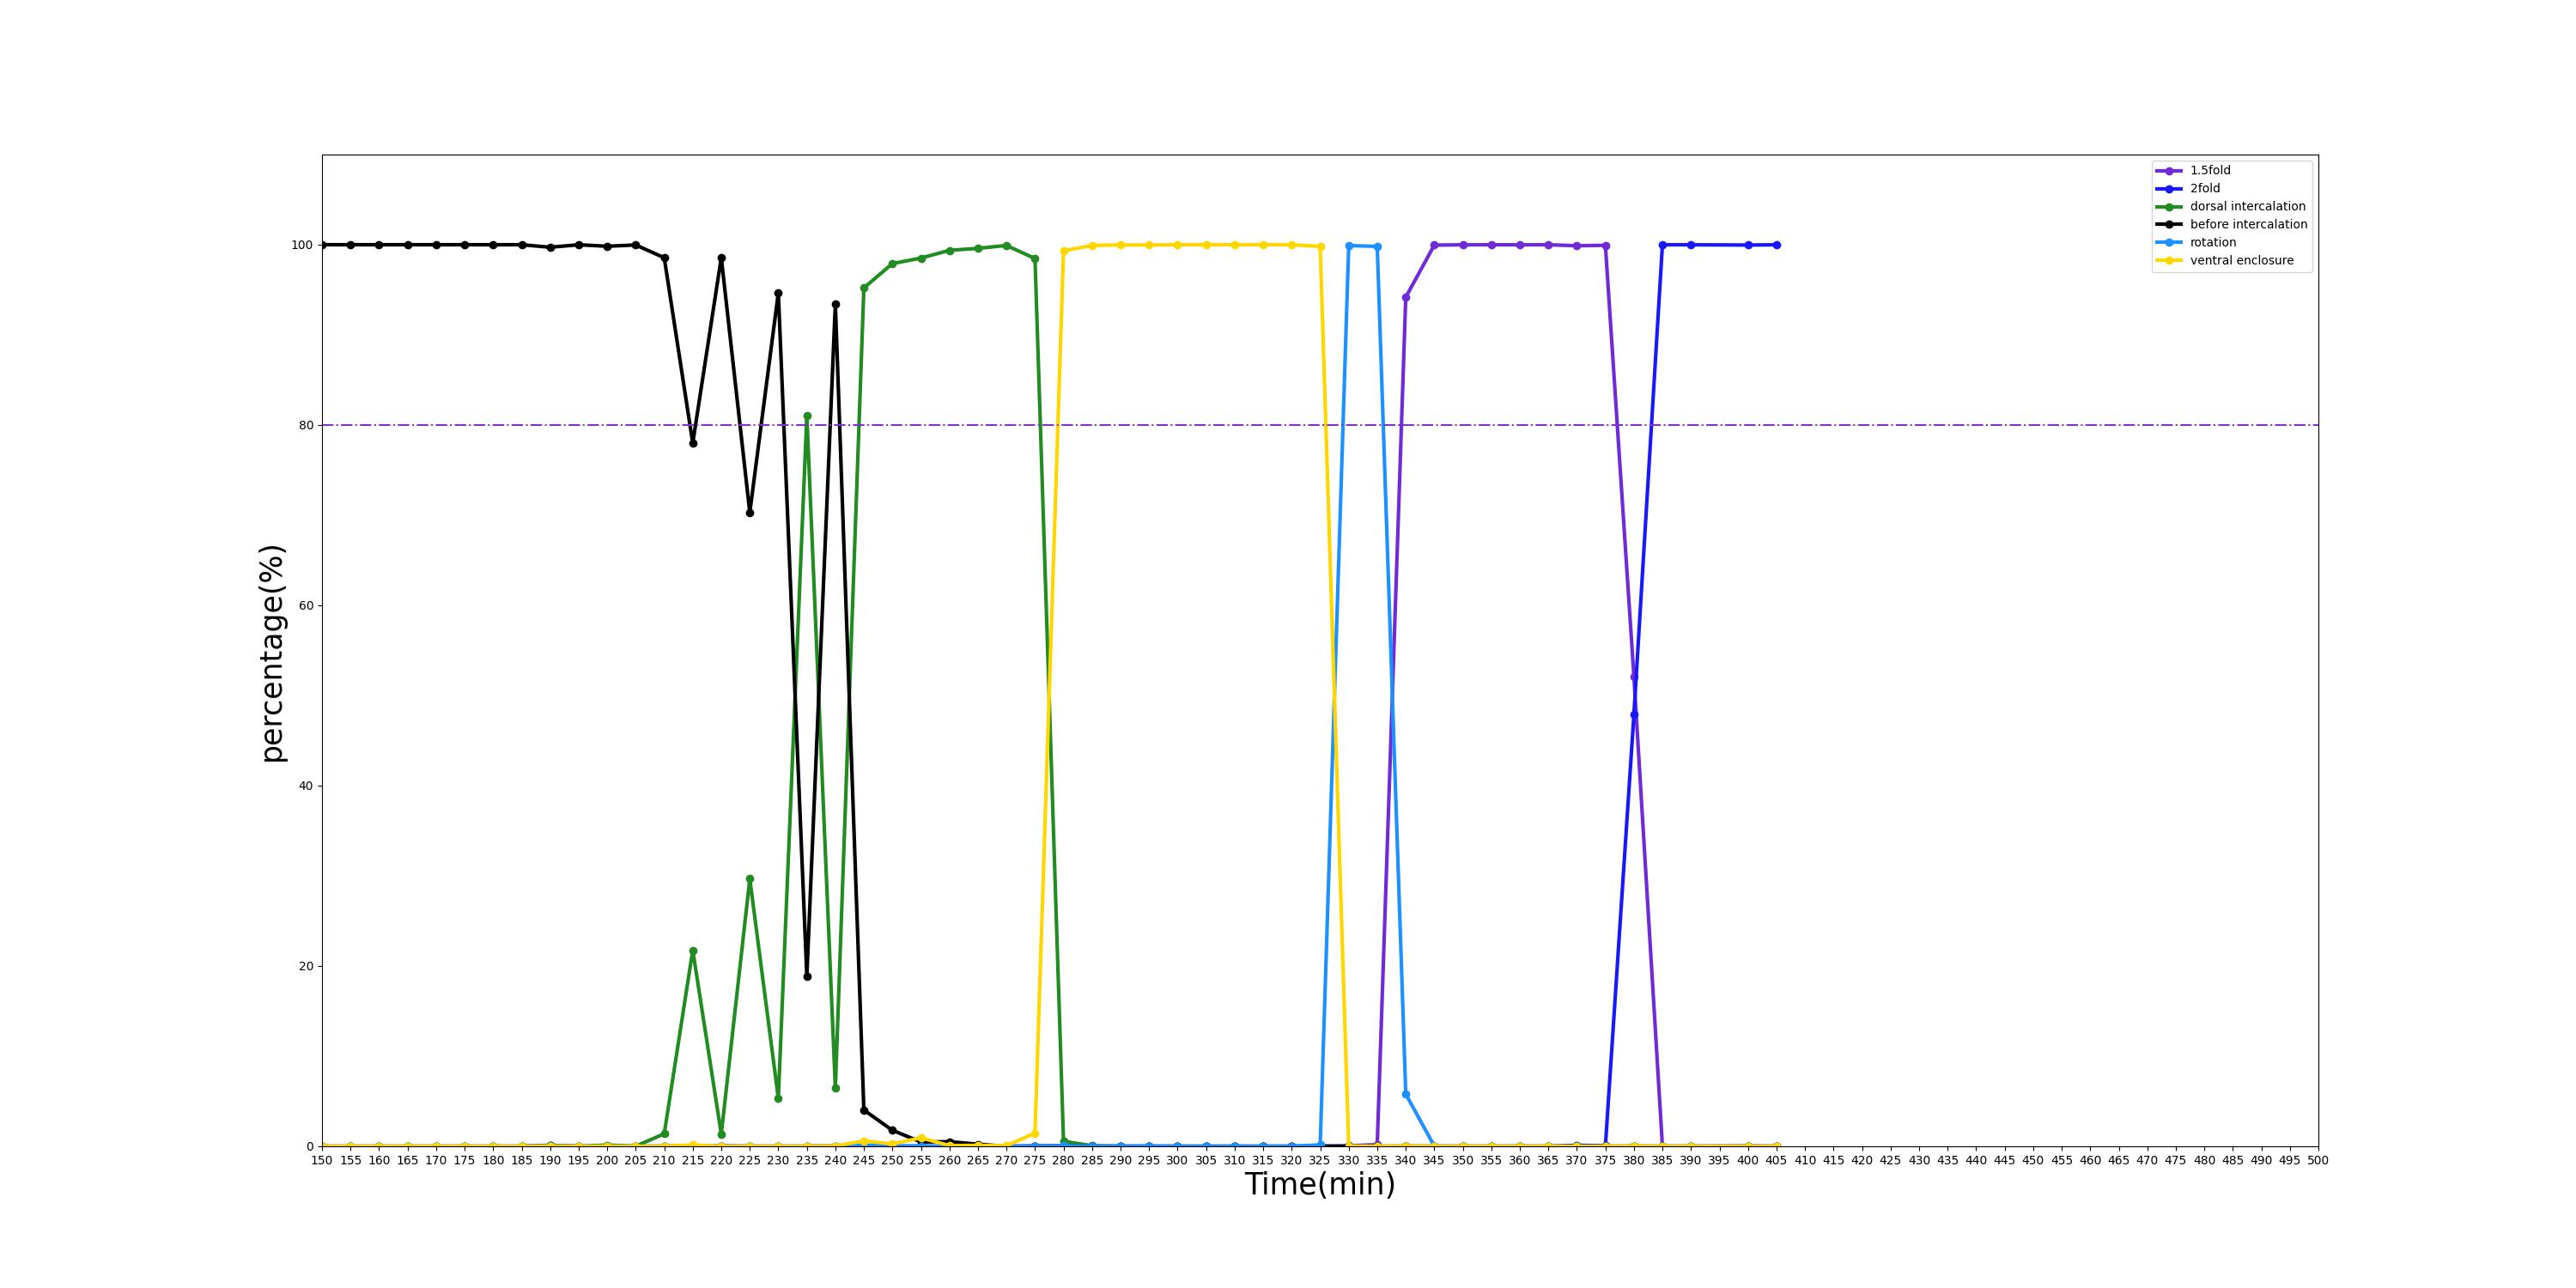 1.5fold
2fold
dorsal intercalation
before intercalation
rotation
ventral enclosure
100
80
60
40
20
0
percentage(%)
150 155 160 165 170 175 180 185 190 195 200 205 210 215 220 225 230 235 240 245 250 255 260 265 270 275 280 285 290 295 300 305 310 315 320 325 330 335 340 345 350 355 360 365 370 375 380 385 390 395 400 405 410 415 420 425 430 435 440 445 450 455 460 465 470 475 480 485 490 495 500
Time(min)